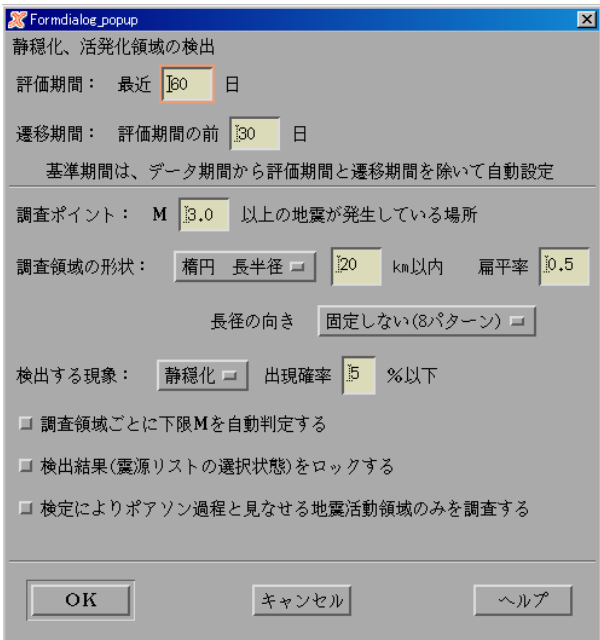 Formdialog_popup
静穏化、活発化領域の検出
評価期間： 最近 60 日
遷移期間： 評価期間の前 30 日
基準期間は、データ期間から評価期間と遷移期間を除いて自動設定
調査ポイント： M 3.0 以上の地震が発生している場所
調査領域の形状： 楕円 長半径 20 km以内 扁平率 0.5
長径の向き 固定しない(8パターン)
検出する現象： 静穏化 出現確率 5 %以下
調査領域ごとに下限Mを自動判定する
検出結果(震源リストの選択状態)をロックする
検定によりポアソン過程と見なせる地震活動領域のみを調査する
OK キャンセル ヘルプ